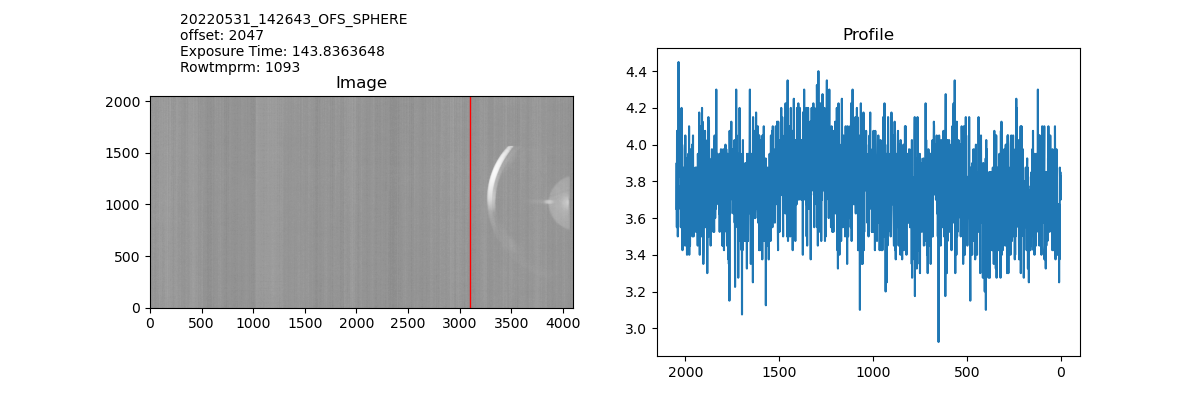 20220531_142643_OFS_SPHERE
offset: 2047
Exposure Time: 143.8363648
Rowtmprm: 1093
Image
2000
1500
1000
500
0
0 500 1000 1500 2000 2500 3000 3500 4000
Profile
4.4
4.2
4.0
3.8
3.6
3.4
3.2
3.0
2000 1500 1000 500 0